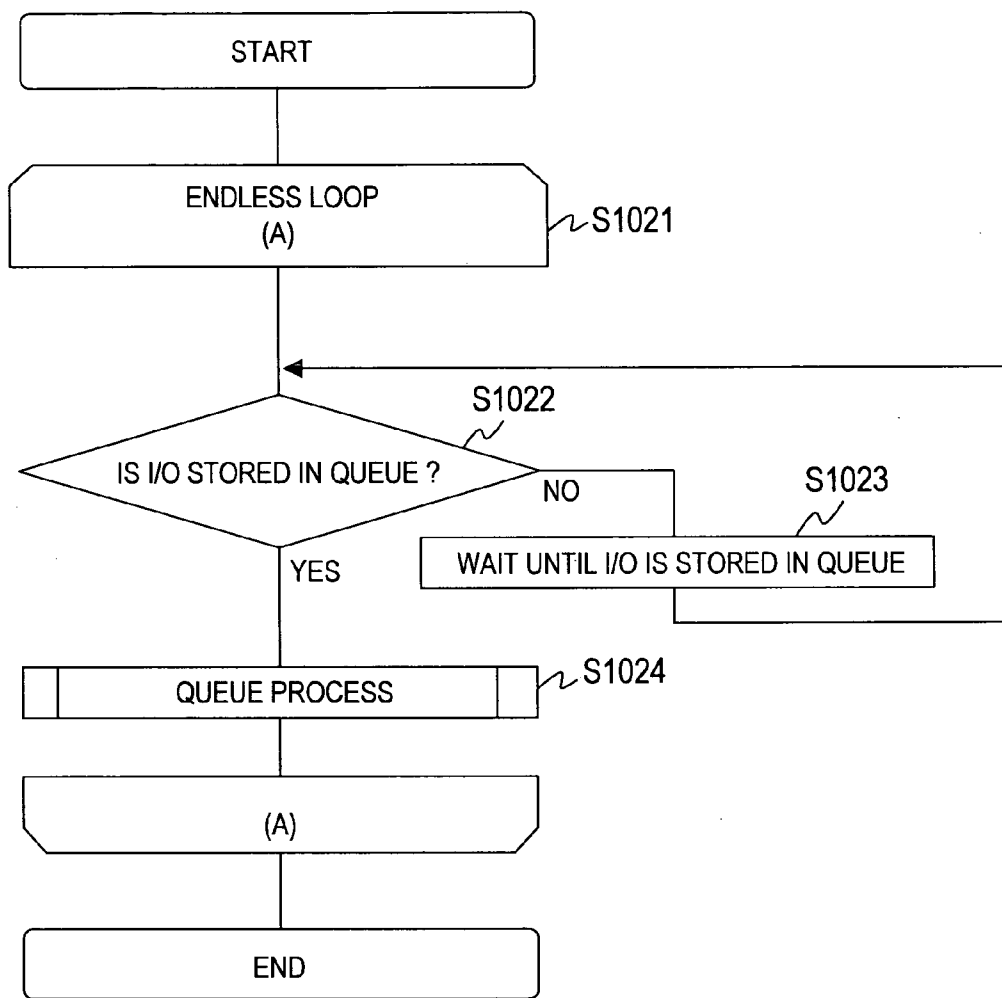 START
ENDLESS LOOP
(A)
S1021
S1022
IS I/O STORED IN QUEUE ?
NO
S1023
YES
WAIT UNTIL I/O IS STORED IN QUEUE
S1024
QUEUE PROCESS
(A)
END